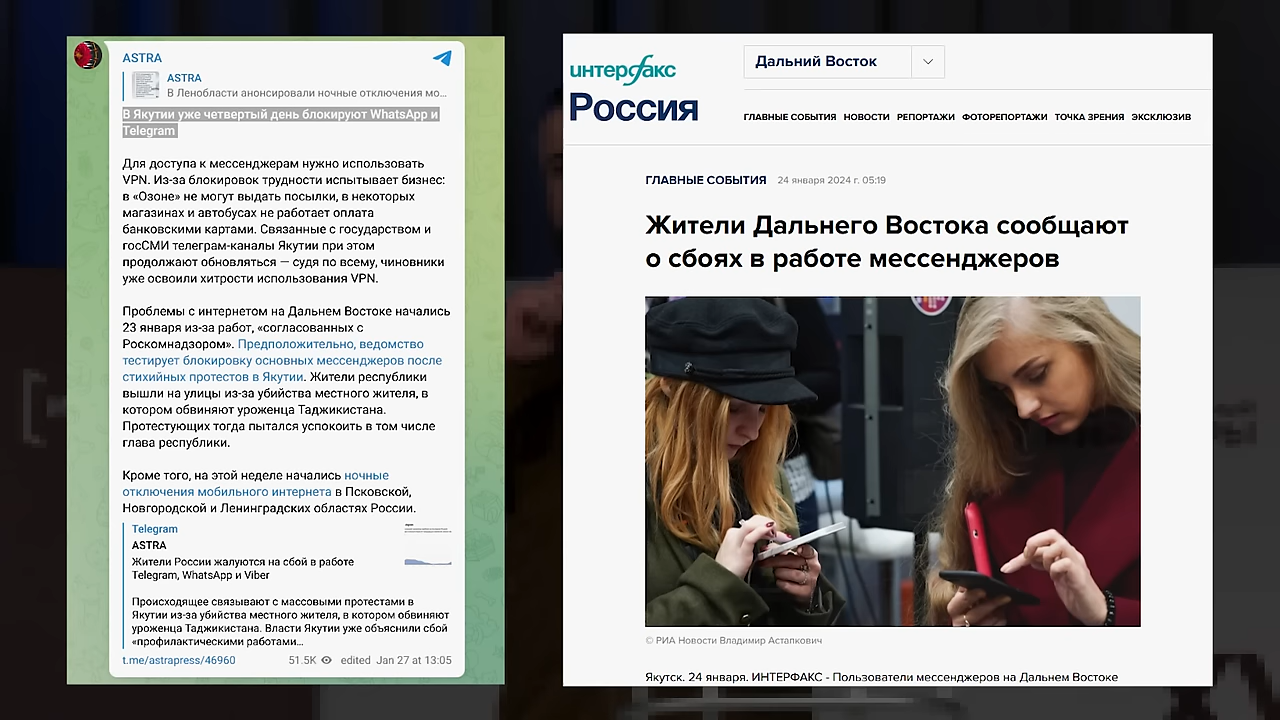 ASTRA
ASTRA
В Ленобласти анонсировали ночные отключения мо...
В Якутии уже четвертый день блокируют WhatsApp и
Telegram
Для доступа к мессенджерам нужно использовать
VPN. Из-за блокировок трудности испытывает бизнес:
в «Озоне» не могут выдать посылки, в некоторых
магазинах и автобусах не работает оплата
банковскими картами. Связанные с государством и
госСМИ телеграм-каналы Якутии при этом
продолжают обновляться — судя по всему, чиновники
уже освоили хитрости использования VPN.
Проблемы с интернетом на Дальнем Востоке начались
23 января из-за работ, «согласованных с
Роскомнадзором». Предположительно, ведомство
тестирует блокировку основных мессенджеров после
стихийных протестов в Якутии. Жители республики
вышли на улицы из-за убийства местного жителя, в
котором обвиняют уроженца Таджикистана.
Протестующих тогда пытался успокоить в том числе
глава республики.
Кроме того, на этой неделе начались ночные
отключения мобильного интернета в Псковской,
Новгородской и Ленинградских областях России.
Telegram
ASTRA
Жители России жалуются на сбой в работе
Telegram, WhatsApp и Viber
Происходящее связывают с массовыми протестами в
Якутии из-за убийства местного жителя, в котором обвиняют
уроженца Таджикистана. Власти Якутии уже объяснили сбой
«профилактическими работами...
t.me/astrapress/46960 51.5K edited Jan 27 at 13:05
интерфакс
Россия
Дальний Восток
ГЛАВНЫЕ СОБЫТИЯ НОВОСТИ РЕПОРТАЖИ ФОТОРЕПОРТАЖИ ТОЧКА ЗРЕНИЯ ЭКСКЛЮЗИВ
ГЛАВНЫЕ СОБЫТИЯ 24 января 2024 г. 05:19
Жители Дальнего Востока сообщают
о сбоях в работе мессенджеров
© РИА Новости Владимир Астапкович
Якутск. 24 января. ИНТЕРФАКС - Пользователи мессенджеров на Дальнем Востоке